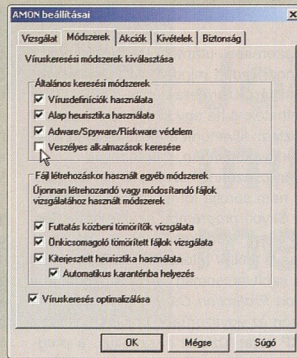 AMON beállításai
Vizsgálat Módszerek Akciók Kivételek Biztonság
Víruskeresési módszerek kiválasztása
Általános keresési módszerek
Vírusdefiníciók használata
Alap heurisztika használata
Adware/Spyware/Riskware védelem
Veszélyes alkalmazások keresése
Fájl létrehozáskor használt egyéb módszerek
Újonnan létrehozandó vagy módosítandó fájlok
vizsgálatához használt módszerek
Futtatás közbeni tömörítők vizsgálata
Önkicsomagoló tömörített fájlok vizsgálata
Kiterjesztett heurisztika használata
Automatikus karanténba helyezés
Víruskeresés optimalizálása
OK Mégse Súgó